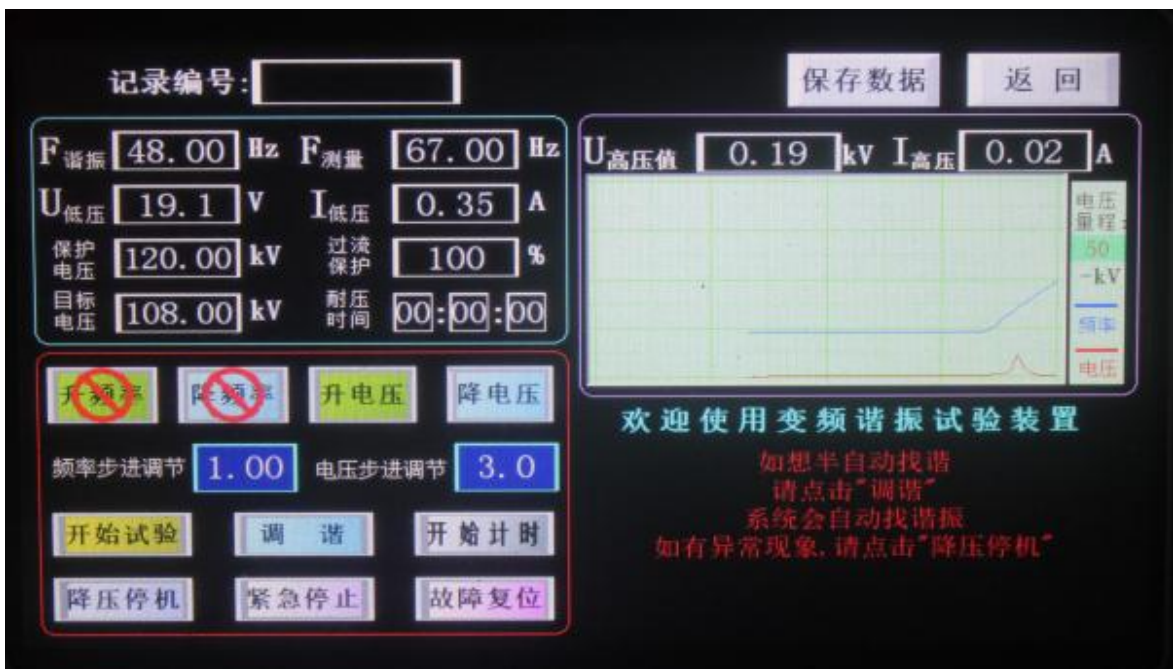 记录编号:
保存数据 返回
F谐振 48.00 Hz F测量 67.00 Hz
U低压 19.1 V I低压 0.35 A
保护电压 120.00 kV 过流保护 100 %
目标电压 108.00 kV 耐压时间 00:00:00
U高压值 0.19 kV I高压 0.02 A
电压
量程:
50
-kV
频率
电压
升频率 降频率 升电压 降电压
频率步进调节 1.00 电压步进调节 3.0
开始试验 调谐 开始计时
降压停机 紧急停止 故障复位
欢迎使用变频谐振试验装置
如想半自动找谐
请点击"调谐"
系统会自动找谐振
如有异常现象,请点击"降压停机"